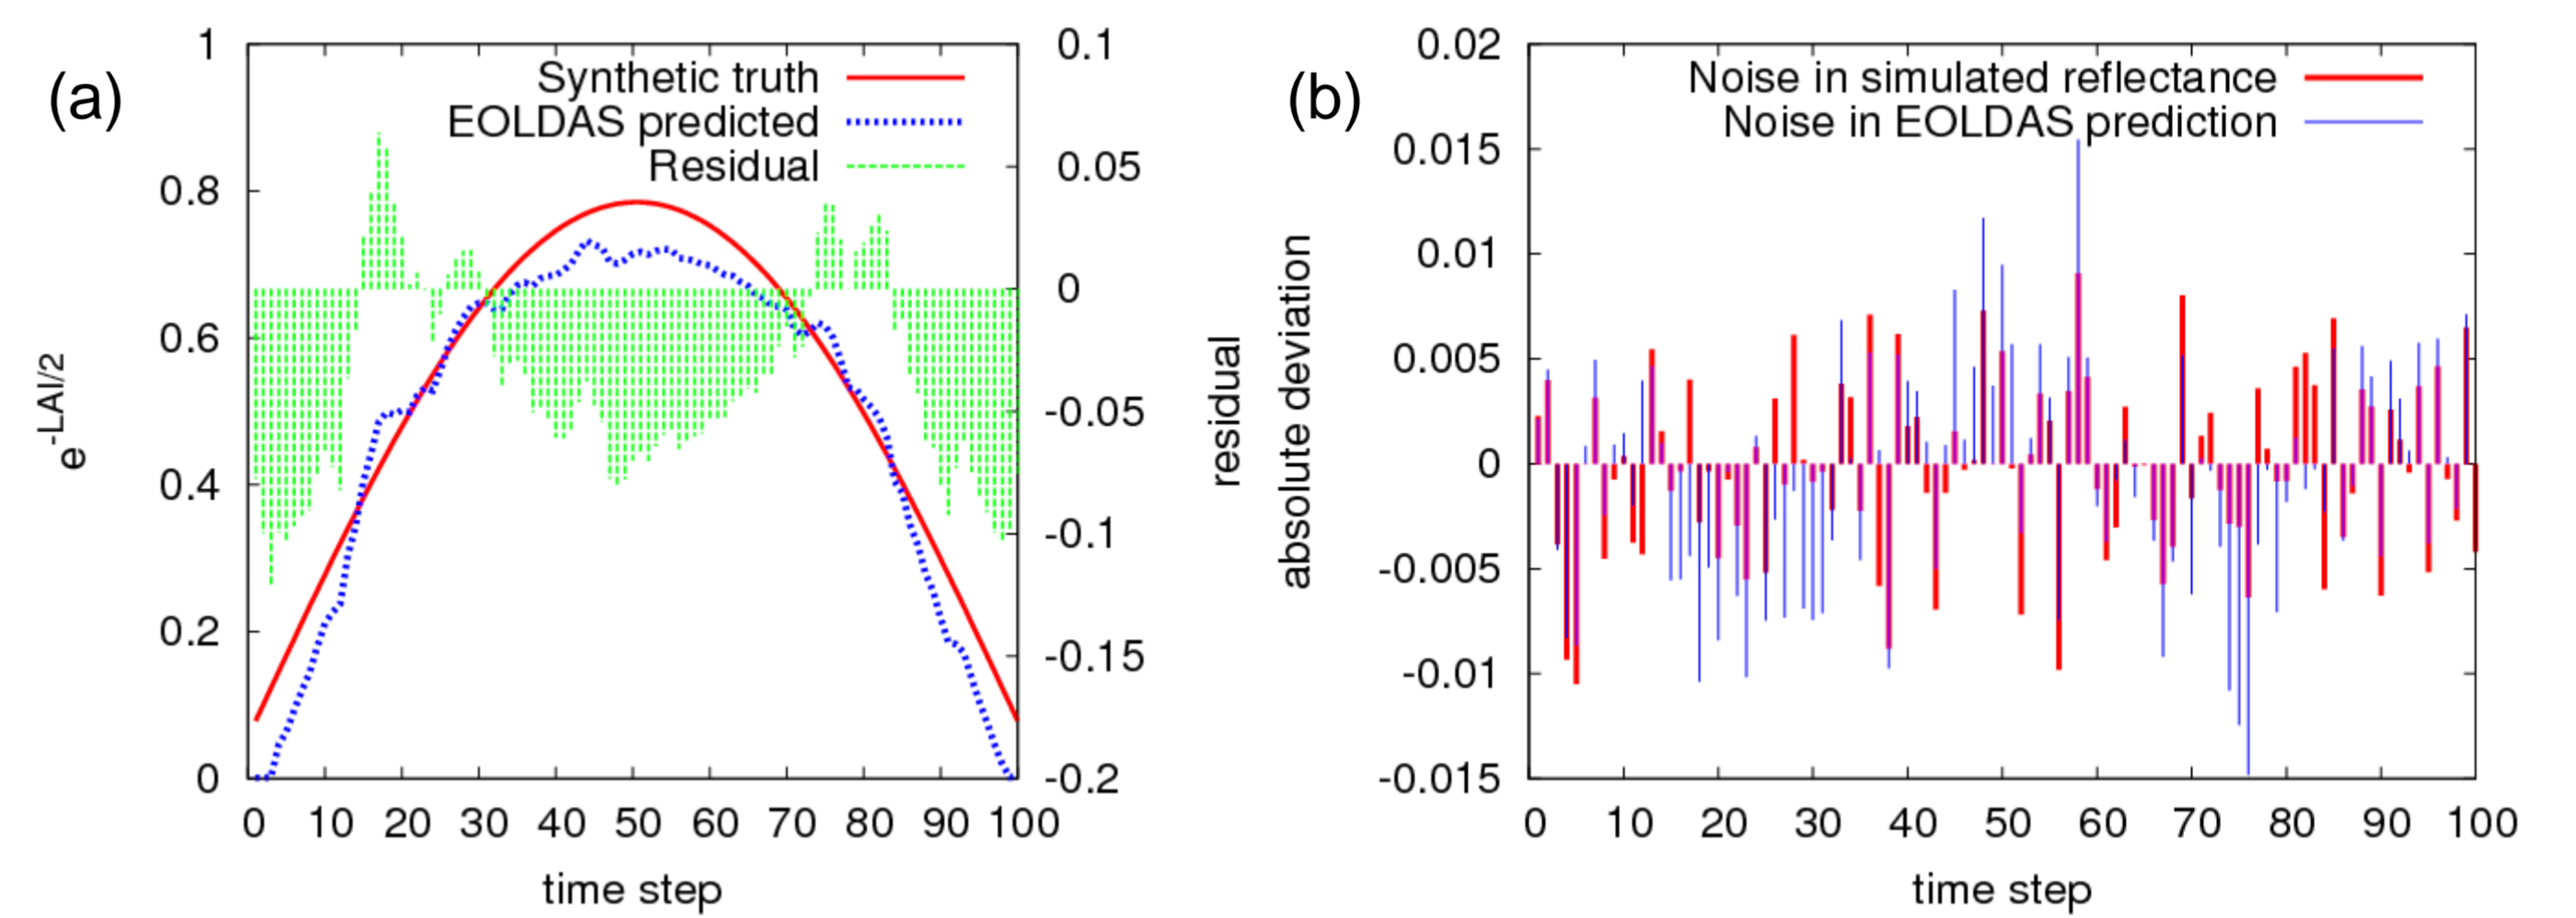 (a)
Synthetic truth
EOLDAS predicted
Residual
1
0.8
0.6
0.4
0.2
0
e-LAI/2
0.1
0.05
0
-0.05
-0.1
-0.15
-0.2
residual
0 10 20 30 40 50 60 70 80 90 100
time step
(b)
Noise in simulated reflectance
Noise in EOLDAS prediction
0.02
0.015
0.01
0.005
0
-0.005
-0.01
-0.015
absolute deviation
0 10 20 30 40 50 60 70 80 90 100
time step